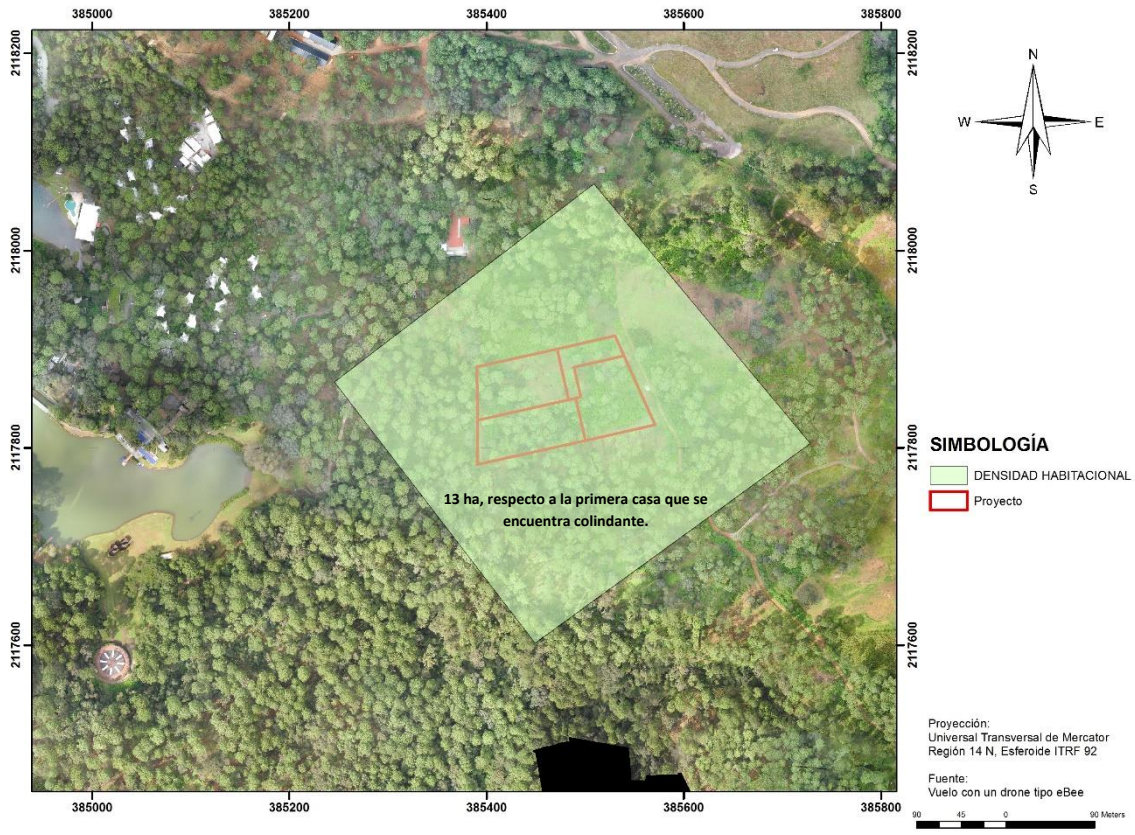 385000 385200 385400 385600 385800
2118200
2118200
N
W E
S
2118000
2118000
2117800
2117800
SIMBOLOGÍA
DENSIDAD HABITACIONAL
Proyecto
13 ha, respecto a la primera casa que se
encuentra colindante.
2117600
2117600
Proyección:
Universal Transversal de Mercator
Región 14 N, Esferoide ITRF 92
Fuente:
Vuelo con un drone tipo eBee
385000 385200 385400 385600 385800
90 45 0 90 Meters